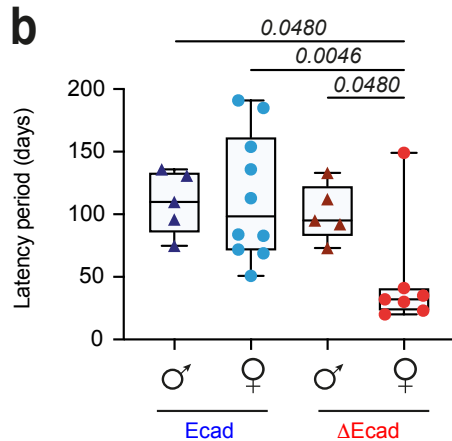 b
0.0480
0.0046
0.0480
Latency period (days)
200
150
100
50
0
♂ ♀ ♂ ♀
Ecad ΔEcad